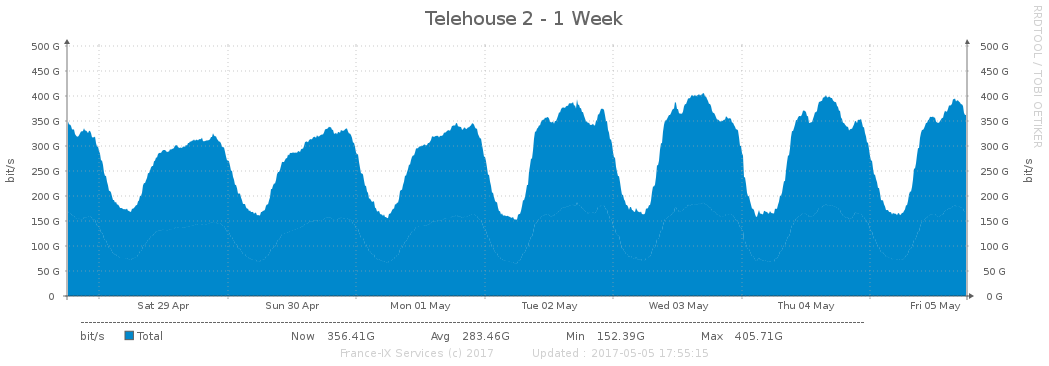 Telehouse 2 - 1 Week
RRDTOOL / TOBI OETIKER
500 G 500 G
450 G 450 G
400 G 400 G
350 G 350 G
300 G 300 G
250 G 250 G
200 G 200 G
150 G 150 G
100 G 100 G
50 G 50 G
0 0 G
bit/s bit/s
Sat 29 Apr Sun 30 Apr Mon 01 May Tue 02 May Wed 03 May Thu 04 May Fri 05 May
bit/s Total Now 356.41G Avg 283.46G Min 152.39G Max 405.71G
France-IX Services (c) 2017 Updated : 2017-05-05 17:55:15